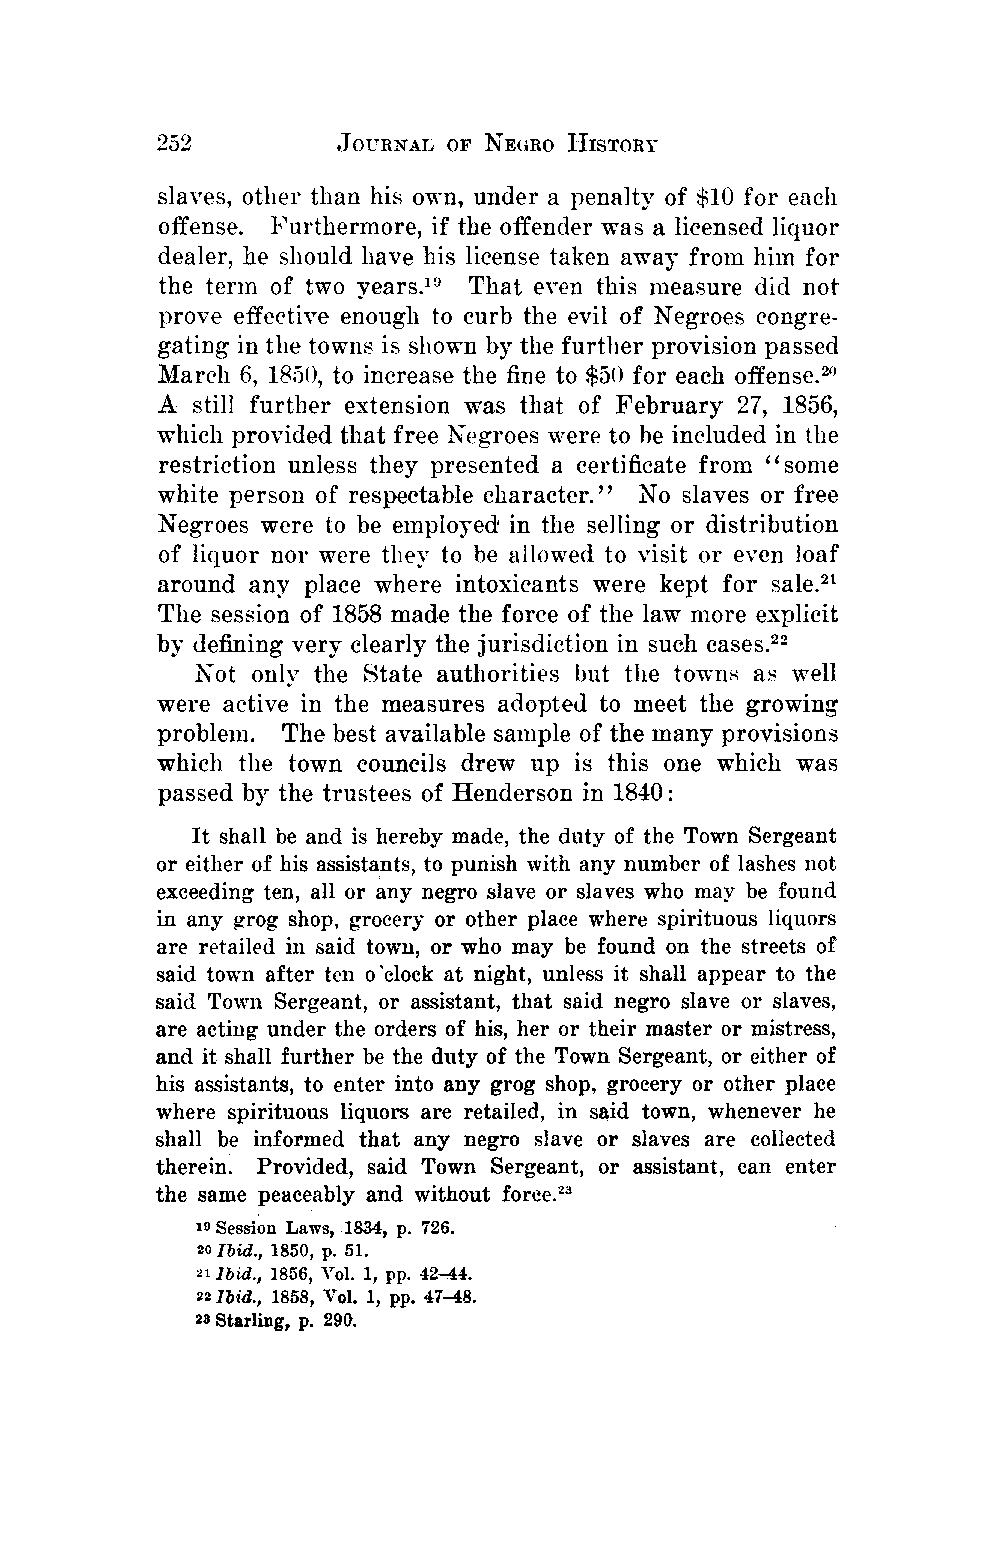 252 JOURNAL OF NEGRO HISTORY
slaves, other than his own, under a penalty of $10 for each
offense. Furthermore, if the offender was a licensed liquor
dealer, he should have his license taken away from him for
the term of two years.¹⁹ That even this measure did not
prove effective enough to curb the evil of Negroes congre-
gating in the towns is shown by the further provision passed
March 6, 1850, to increase the fine to $50 for each offense.²⁰
A still further extension was that of February 27, 1856,
which provided that free Negroes were to be included in the
restriction unless they presented a certificate from “some
white person of respectable character.” No slaves or free
Negroes were to be employed in the selling or distribution
of liquor nor were they to be allowed to visit or even loaf
around any place where intoxicants were kept for sale.²¹
The session of 1858 made the force of the law more explicit
by defining very clearly the jurisdiction in such cases.²²
Not only the State authorities but the towns as well
were active in the measures adopted to meet the growing
problem. The best available sample of the many provisions
which the town councils drew up is this one which was
passed by the trustees of Henderson in 1840:
It shall be and is hereby made, the duty of the Town Sergeant
or either of his assistants, to punish with any number of lashes not
exceeding ten, all or any negro slave or slaves who may be found
in any grog shop, grocery or other place where spirituous liquors
are retailed in said town, or who may be found on the streets of
said town after ten o'clock at night, unless it shall appear to the
said Town Sergeant, or assistant, that said negro slave or slaves,
are acting under the orders of his, her or their master or mistress,
and it shall further be the duty of the Town Sergeant, or either of
his assistants, to enter into any grog shop, grocery or other place
where spirituous liquors are retailed, in said town, whenever he
shall be informed that any negro slave or slaves are collected
therein. Provided, said Town Sergeant, or assistant, can enter
the same peaceably and without force.²³
¹⁹ Session Laws, 1834, p. 726.
²⁰ Ibid., 1850, p. 51.
²¹ Ibid., 1856, Vol. 1, pp. 42–44.
²² Ibid., 1858, Vol. 1, pp. 47–48.
²³ Starling, p. 290.